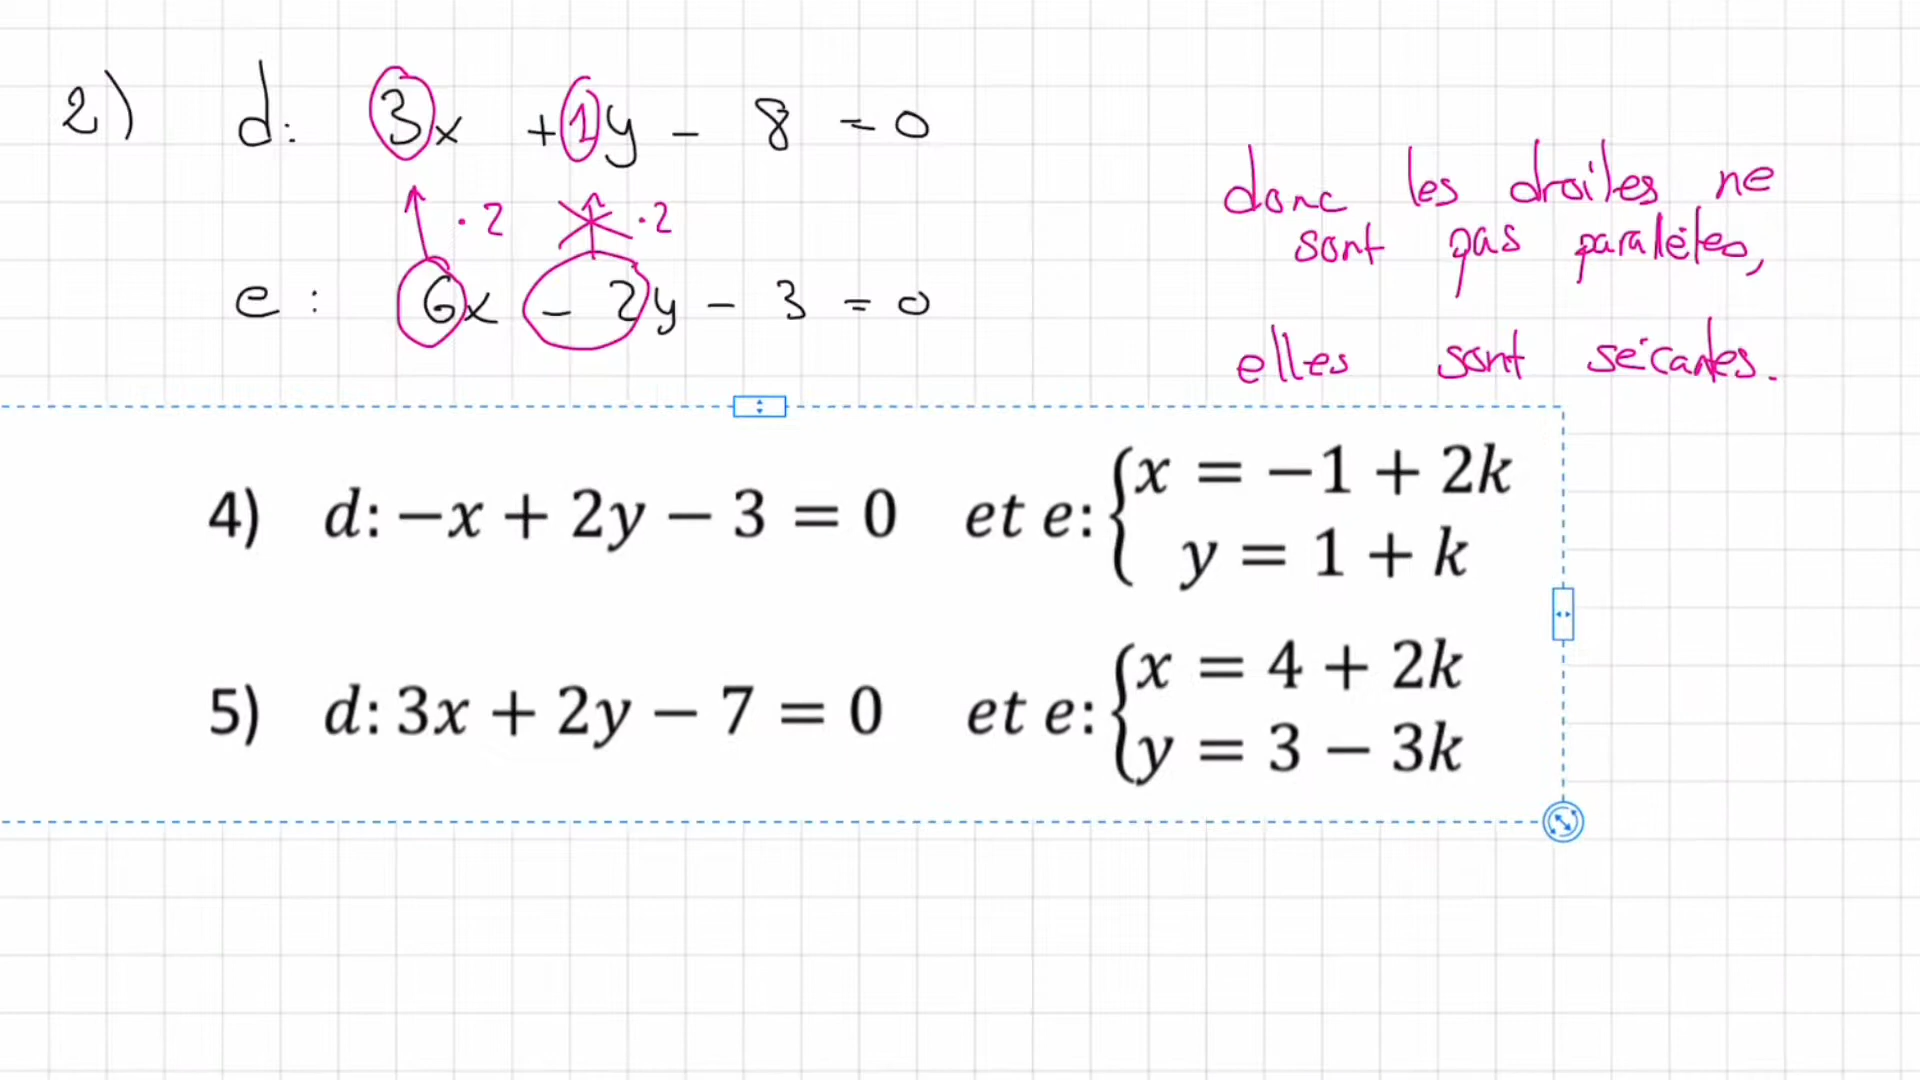 2) d: 3x +1y - 8 = 0
·2 ·2
e : 6x - 2y - 3 = 0
donc les droites ne
sont pas paralèles,
elles sont sécantes.
4) d: −x + 2y − 3 = 0 et e: {x = −1 + 2k
y = 1 + k
5) d: 3x + 2y − 7 = 0 et e: {x = 4 + 2k
y = 3 − 3k